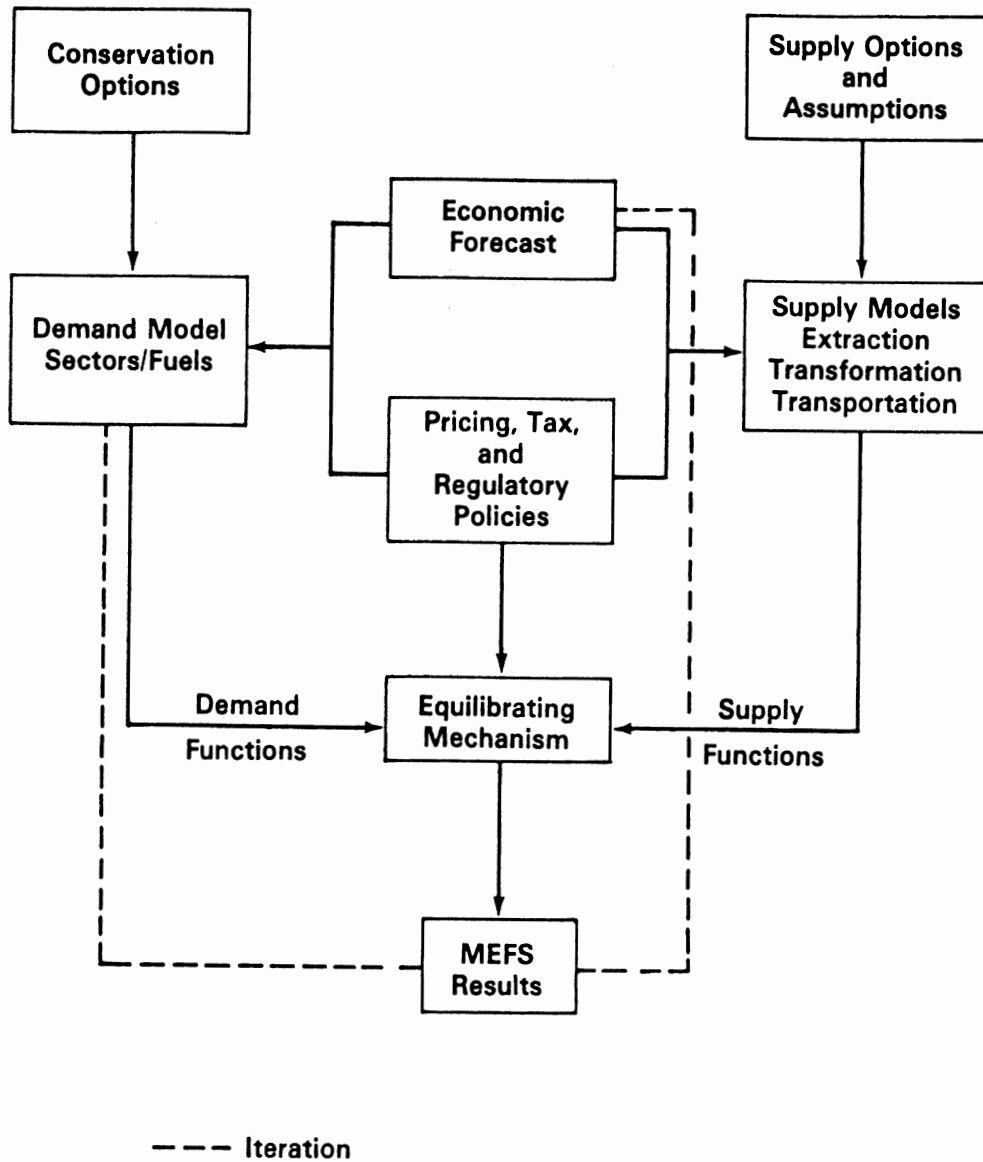 Conservation
Options
Supply Options
and
Assumptions
Economic
Forecast
Demand Model
Sectors/Fuels
Supply Models
Extraction
Transformation
Transportation
Pricing, Tax,
and
Regulatory
Policies
Demand
Functions
Equilibrating
Mechanism
Supply
Functions
MEFS
Results
Iteration